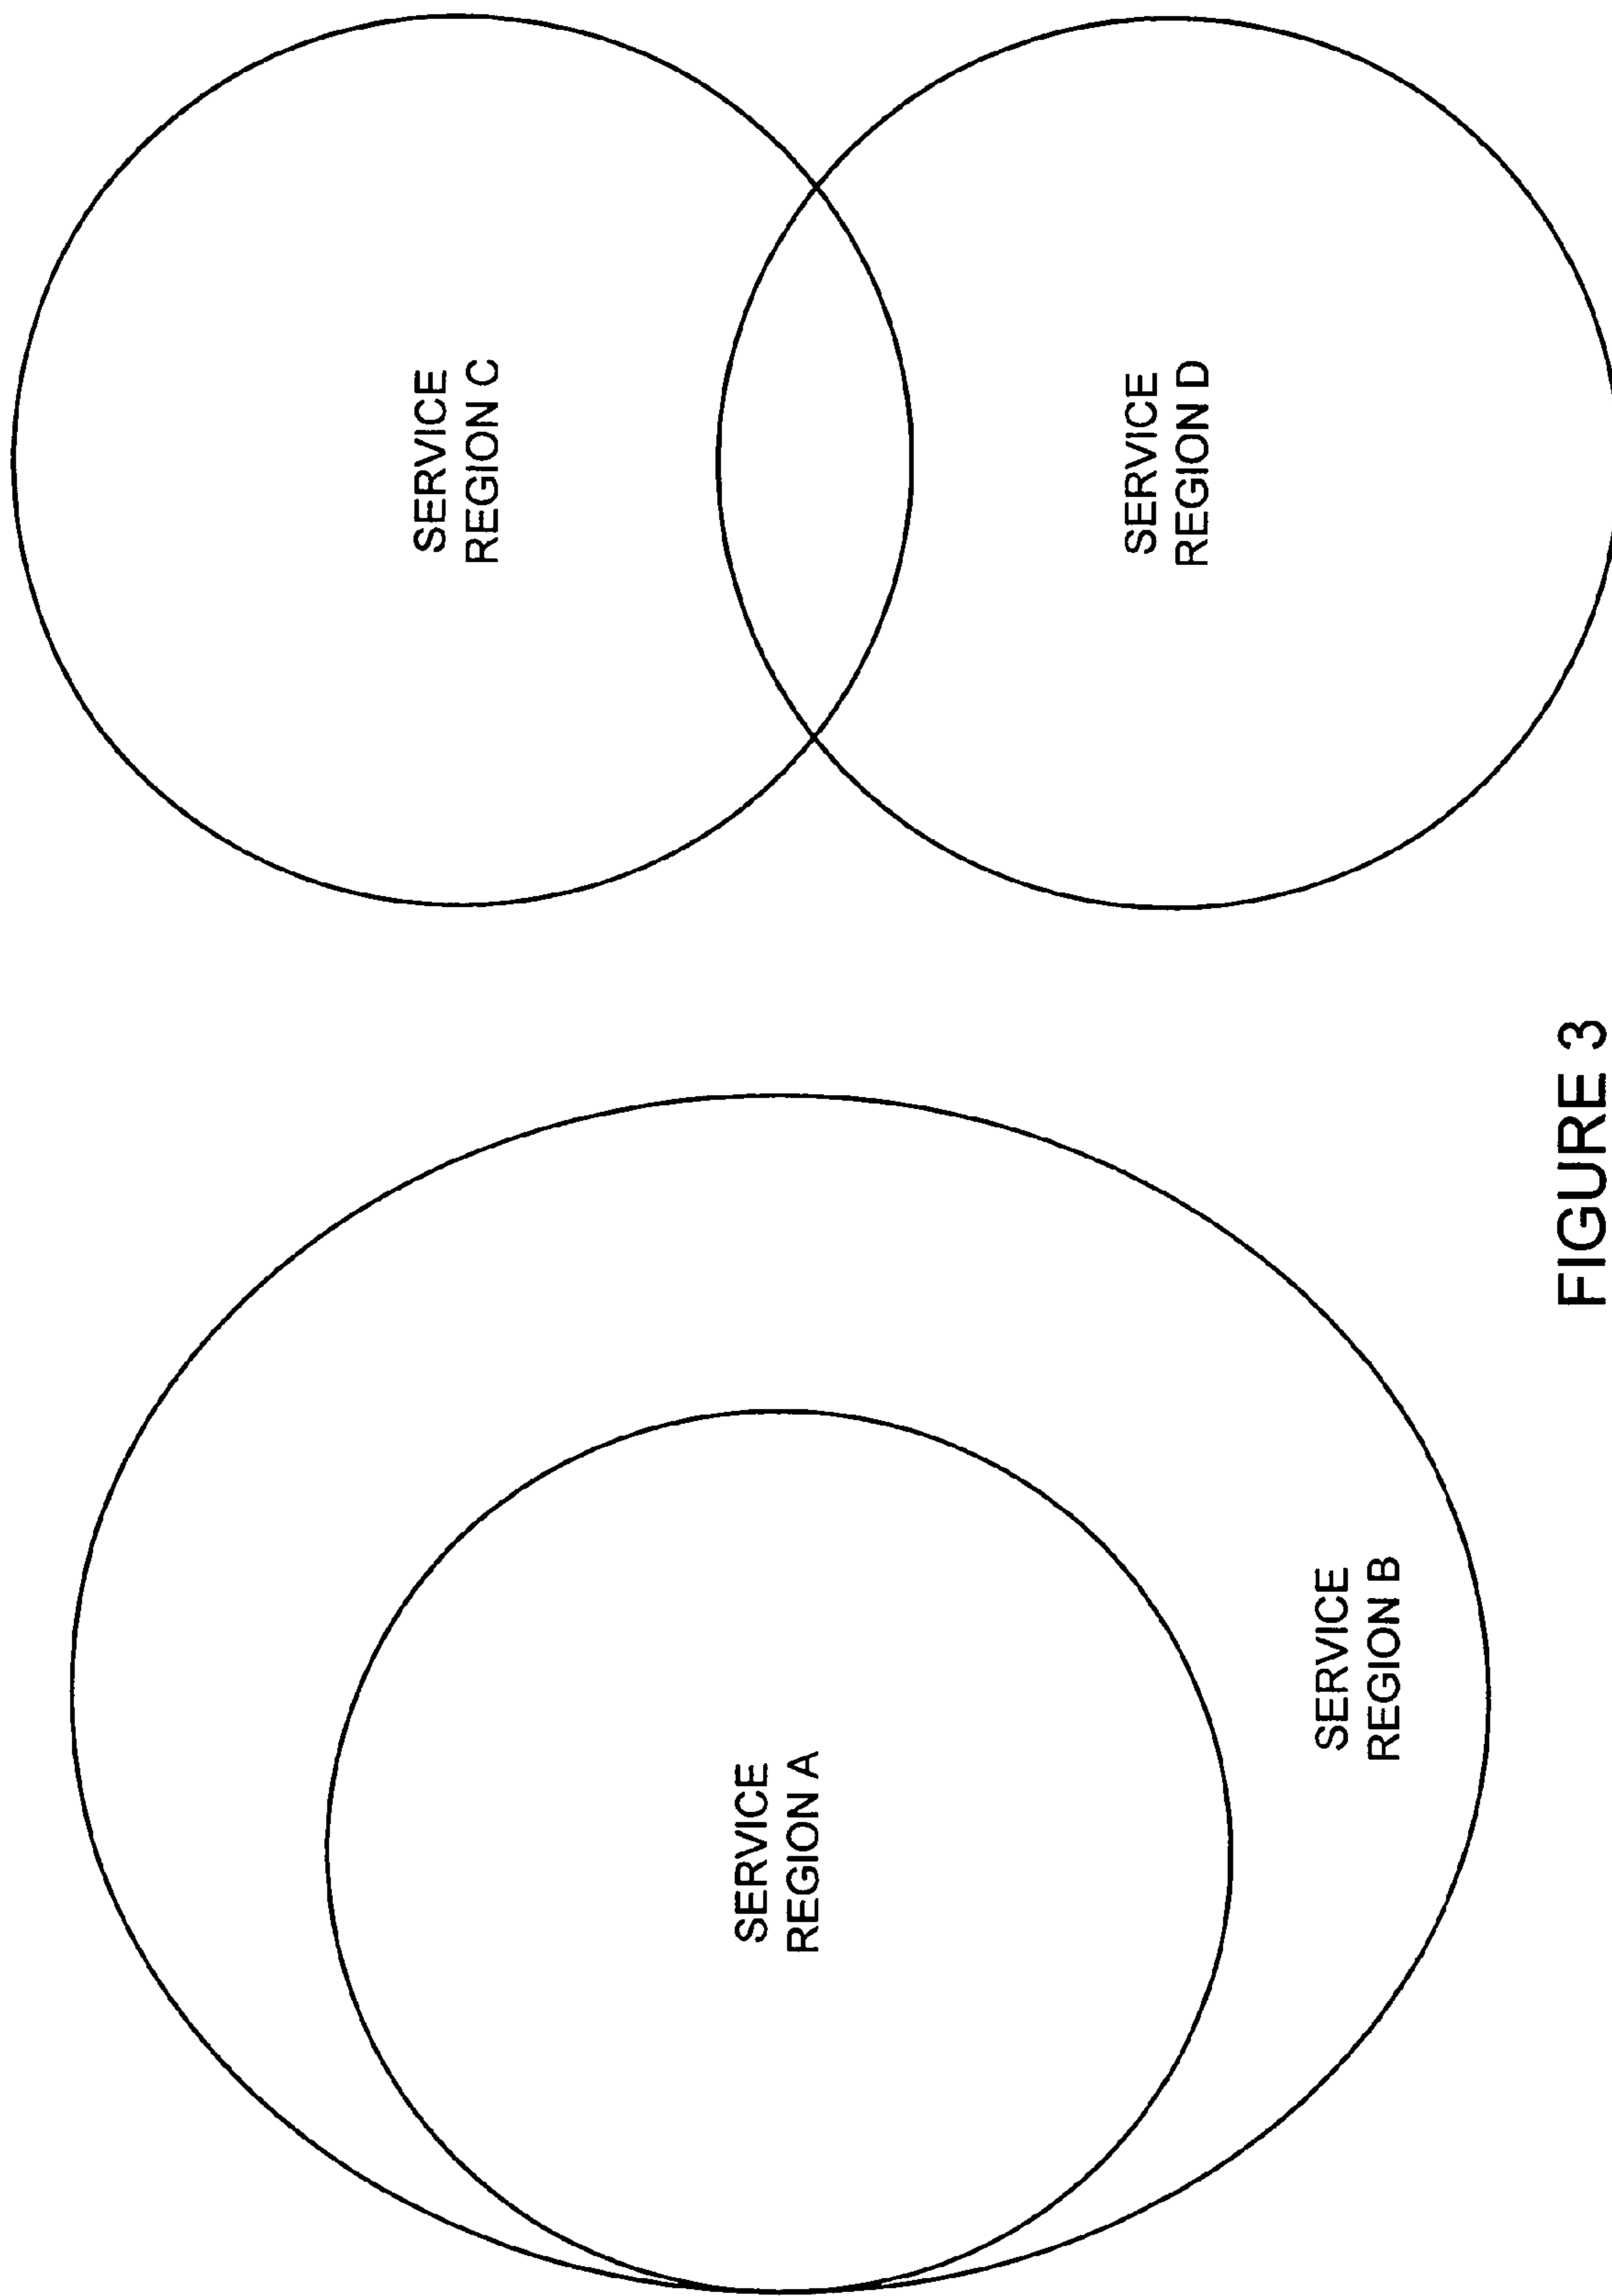 SERVICE
REGION A
SERVICE
REGION B
SERVICE
REGION C
SERVICE
REGION D
FIGURE 3